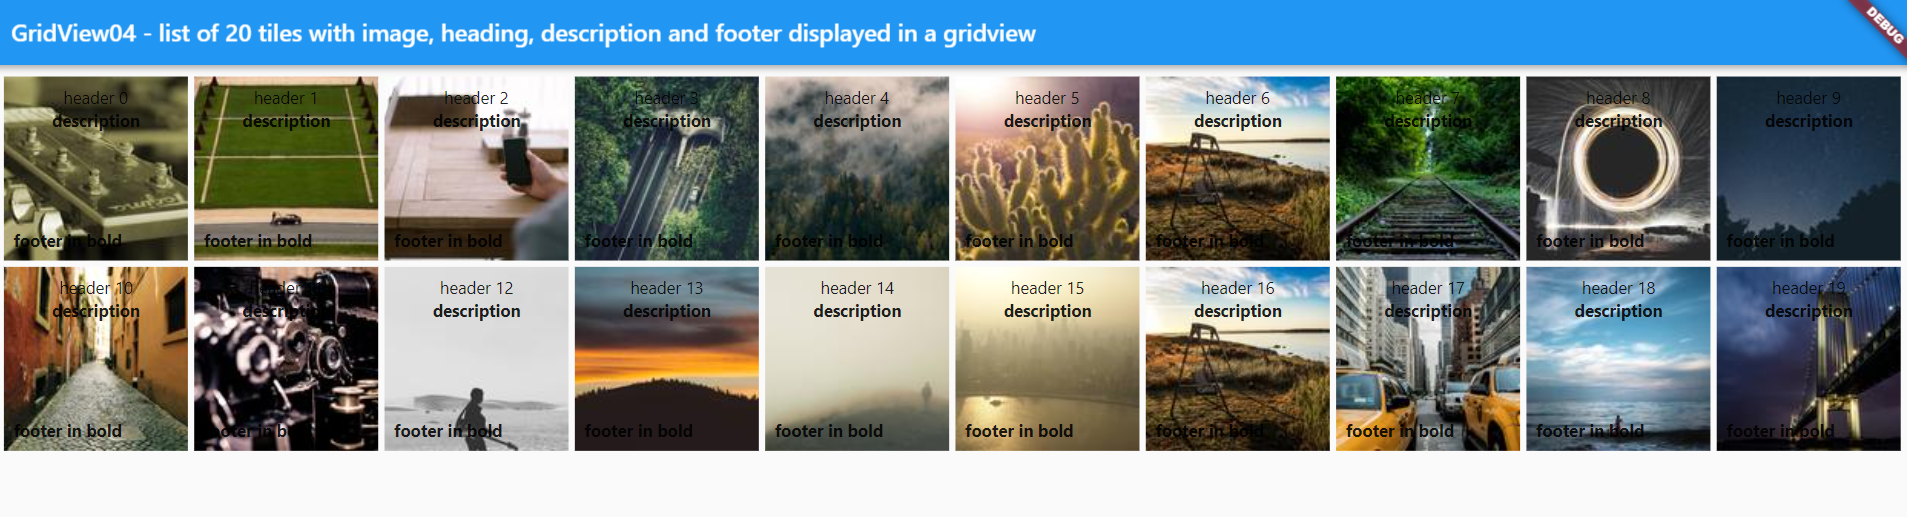 GridView04 - list of 20 tiles with image, heading, description and footer displayed in a gridview
DEBUG
header 0
description
footer in bold
header 1
description
footer in bold
header 2
description
footer in bold
header 3
description
footer in bold
header 4
description
footer in bold
header 5
description
footer in bold
header 6
description
footer in bold
header 7
description
footer in bold
header 8
description
footer in bold
header 9
description
footer in bold
header 10
description
footer in bold
header
description
footer in bold
header 12
description
footer in bold
header 13
description
footer in bold
header 14
description
footer in bold
header 15
description
footer in bold
header 16
description
footer in bold
header 17
description
footer in bold
header 18
description
footer in bold
header 19
description
footer in bold